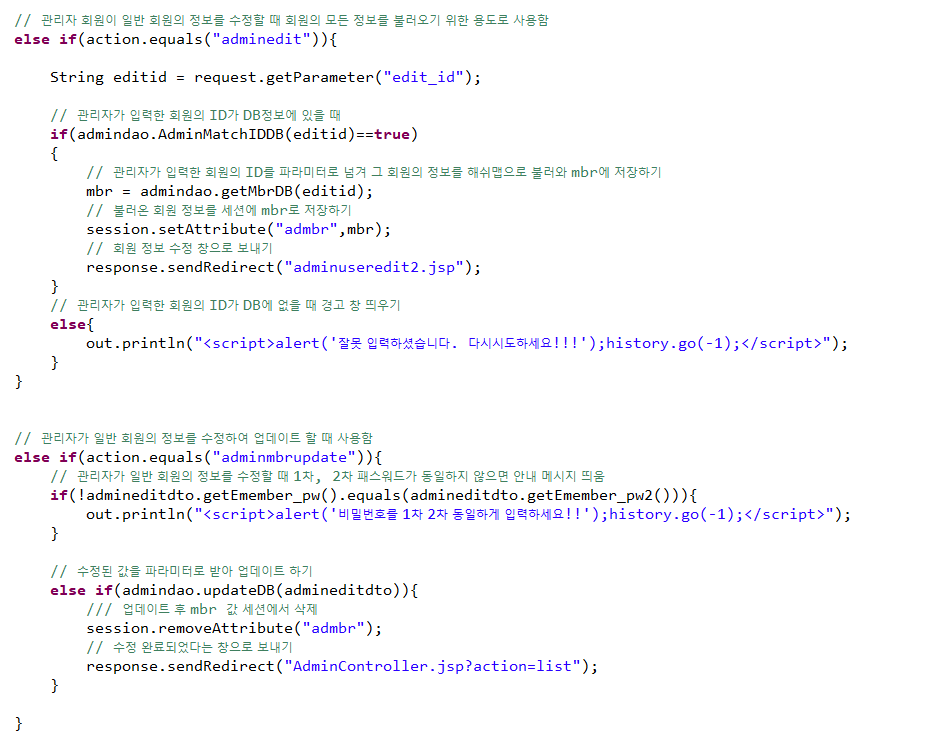 // 관리자 회원이 일반 회원의 정보를 수정할 때 회원의 모든 정보를 불러오기 위한 용도로 사용함
else if(action.equals("adminedit")){
String editid = request.getParameter("edit_id");
// 관리자가 입력한 회원의 ID가 DB정보에 있을 때
if(admindao.AdminMatchIDDB(editid)==true)
{
// 관리자가 입력한 회원의 ID를 파라미터로 넘겨 그 회원의 정보를 해쉬맵으로 불러와 mbr에 저장하기
mbr = admindao.getMbrDB(editid);
// 불러온 회원 정보를 세션에 mbr로 저장하기
session.setAttribute("admbr",mbr);
// 회원 정보 수정 창으로 보내기
response.sendRedirect("adminuseredit2.jsp");
}
// 관리자가 입력한 회원의 ID가 DB에 없을 때 경고 창 띄우기
else{
out.println("<script>alert('잘못 입력하셨습니다. 다시시도하세요!!!');history.go(-1);</script>");
}
}
// 관리자가 일반 회원의 정보를 수정하여 업데이트 할 때 사용함
else if(action.equals("adminmbrupdate")){
// 관리자가 일반 회원의 정보를 수정할 때 1차, 2차 패스워드가 동일하지 않으면 안내 메시지 띄움
if(!admineditdto.getEmember_pw().equals(admineditdto.getEmember_pw2())){
out.println("<script>alert('비밀번호를 1차 2차 동일하게 입력하세요!!');history.go(-1);</script>");
}
// 수정된 값을 파라미터로 받아 업데이트 하기
else if(admindao.updateDB(admineditdto)){
/// 업데이트 후 mbr 값 세션에서 삭제
session.removeAttribute("admbr");
// 수정 완료되었다는 창으로 보내기
response.sendRedirect("AdminController.jsp?action=list");
}
}